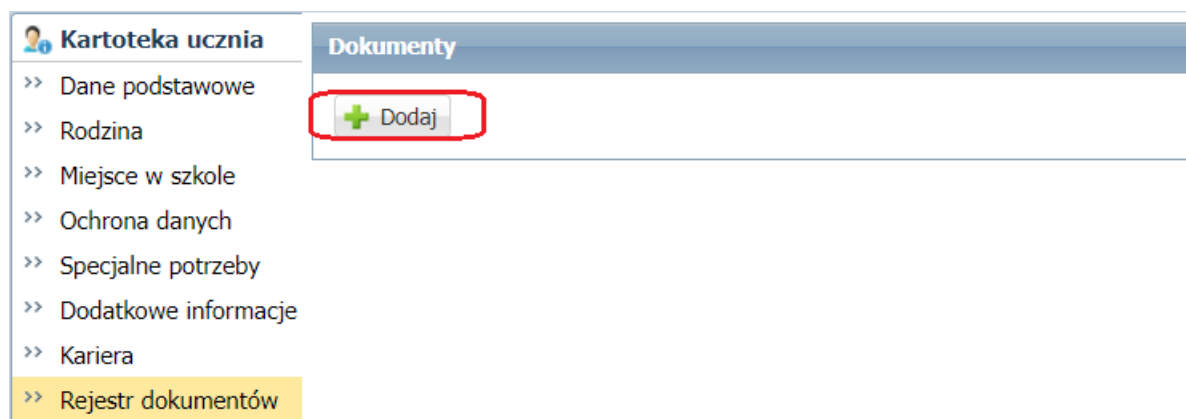 Kartoteka ucznia
>> Dane podstawowe
>> Rodzina
>> Miejsce w szkole
>> Ochrona danych
>> Specjalne potrzeby
>> Dodatkowe informacje
>> Kariera
>> Rejestr dokumentów
Dokumenty
Dodaj